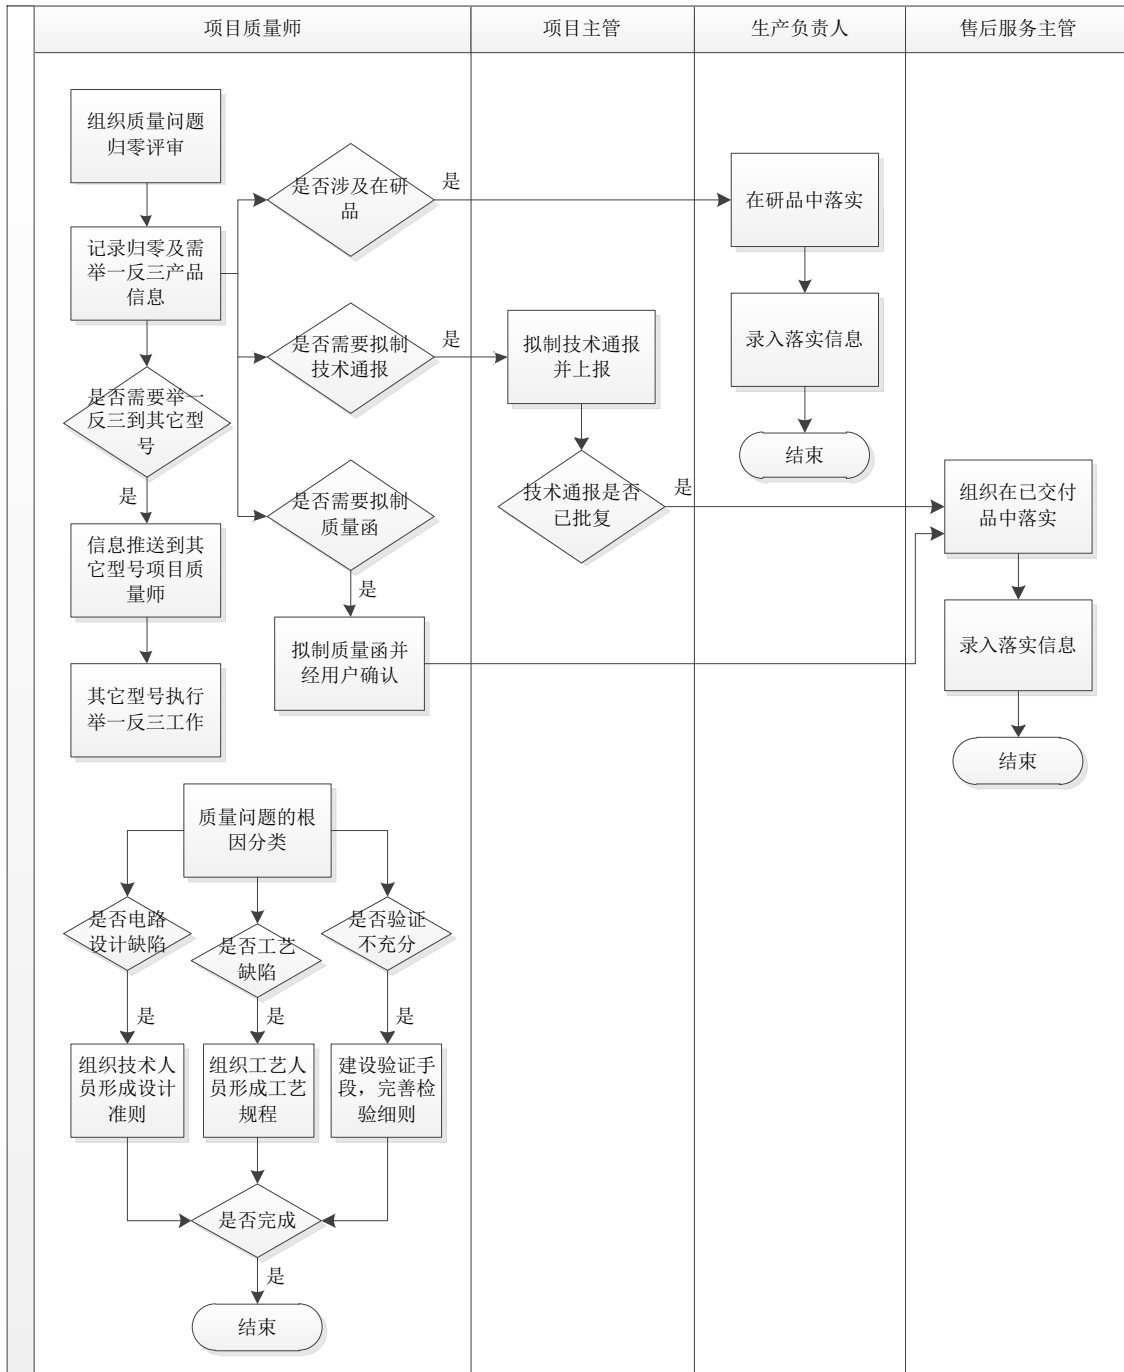 项目质量师
项目主管
生产负责人
售后服务主管
组织质量问题
归零评审
记录归零及需
举一反三产品
信息
是否需要举一
反三到其它型
号
是
信息推送到其
它型号项目质
量师
其它型号执行
举一反三工作
是否涉及在研
品
是
是否需要拟制
技术通报
是
是否需要拟制
质量函
是
拟制质量函并
经用户确认
拟制技术通报
并上报
技术通报是否
已批复
是
在研品中落实
录入落实信息
结束
组织在已交付
品中落实
录入落实信息
结束
质量问题的根
因分类
是否电路
设计缺陷
是
组织技术人
员形成设计
准则
是否工艺
缺陷
是
组织工艺人
员形成工艺
规程
是否验证
不充分
是
建设验证手
段，完善检
验细则
是否完成
是
结束